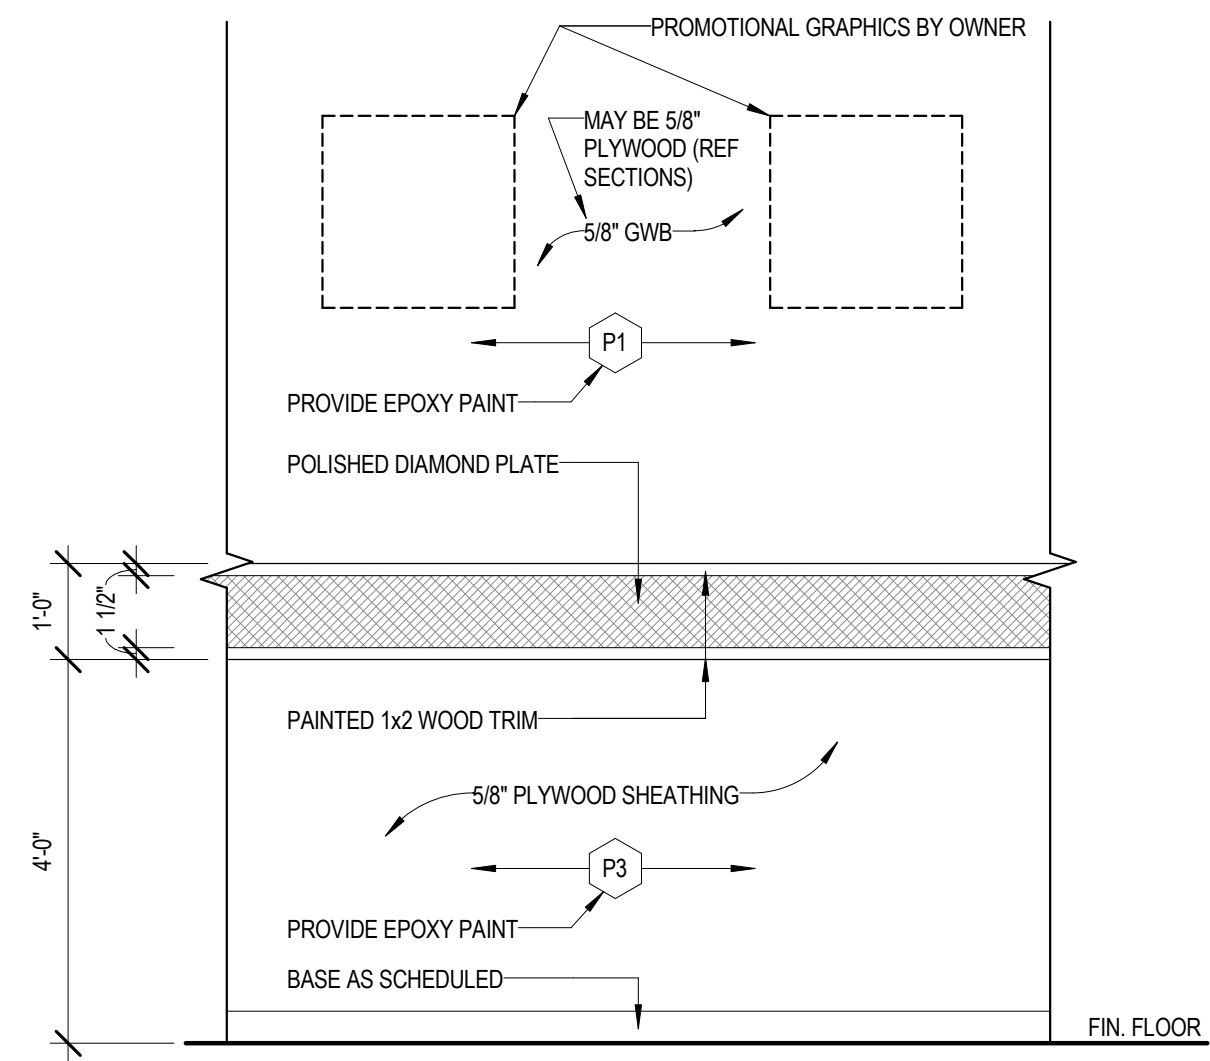 PROMOTIONAL GRAPHICS BY OWNER
MAY BE 5/8"
PLYWOOD (REF
SECTIONS)
5/8" GWB
P1
PROVIDE EPOXY PAINT
POLISHED DIAMOND PLATE
1'-0"
1 1/2"
PAINTED 1x2 WOOD TRIM
5/8" PLYWOOD SHEATHING
4'-0"
P3
PROVIDE EPOXY PAINT
BASE AS SCHEDULED
FIN. FLOOR